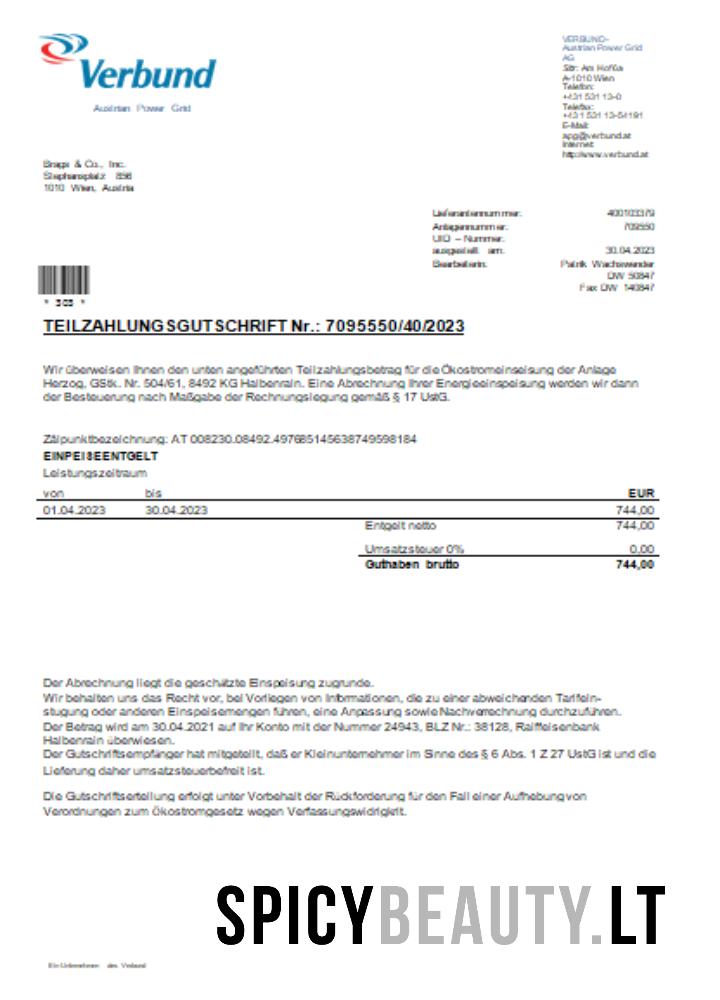 Verbund
Austrian Power Grid
VERBUND-
Austrian Power Grid
AG
Sitz: Am Hof 6a
A-1010 Wien
Telefon:
+431 531 13-0
Telefax:
+43 1 531 13-54191
E-Mail:
apg@verbund.at
Internet:
http://www.verbund.at
Bragx & Co., Inc.
Stephansplatz 856
1010 Wien, Austria
Lieferantennummer: 400103379
Anlagennummer: 709550
UID – Nummer.
ausgestellt am: 30.04.2023
Bearbeiterin: Patrik Wachswender
DW 50847
Fax DW 140847
* 303 *
TEILZAHLUNGSGUTSCHRIFT Nr.: 7095550/40/2023
Wir überweisen Ihnen den unten angeführten Teilzahlungsbetrag für die Ökostromeinseisung der Anlage
Herzog, GStk. Nr. 504/61, 8492 KG Halbenrain. Eine Abrechnung Ihrer Energieeinspeisung werden wir dann
der Besteuerung nach Maßgabe der Rechnungslegung gemäß § 17 UstG.
Zälpunktbezeichnung: AT 008230.08492.497685145638749598184
EINPEISEENTGELT
Leistungszeitraum
von bis EUR
01.04.2023 30.04.2023 744,00
Entgelt netto 744,00
Umsatzsteuer 0% 0,00
Guthaben brutto 744,00
Der Abrechnung liegt die geschätzte Einspeisung zugrunde.
Wir behalten uns das Recht vor, bei Vorliegen von Informationen, die zu einer abweichenden Tarifein-
stugung oder anderen Einspeisemengen führen, eine Anpassung sowie Nachverrechnung durchzuführen.
Der Betrag wird am 30.04.2021 auf Ihr Konto mit der Nummer 24943, BLZ Nr.: 38128, Raiffeisenbank
Halbenrain überwiesen.
Der Gutschriftsempfänger hat mitgeteilt, daß er Kleinunternehmer im Sinne des § 6 Abs. 1 Z 27 UstG ist und die
Lieferung daher umsatzsteuerbefreit ist.
Die Gutschriftserteilung erfolgt unter Vorbehalt der Rückforderung für den Fall einer Aufhebung von
Verordnungen zum Ökostromgesetz wegen Verfassungswidrigkeit.
SPICYBEAUTY.LT
Ein Unternehmen des Verbund